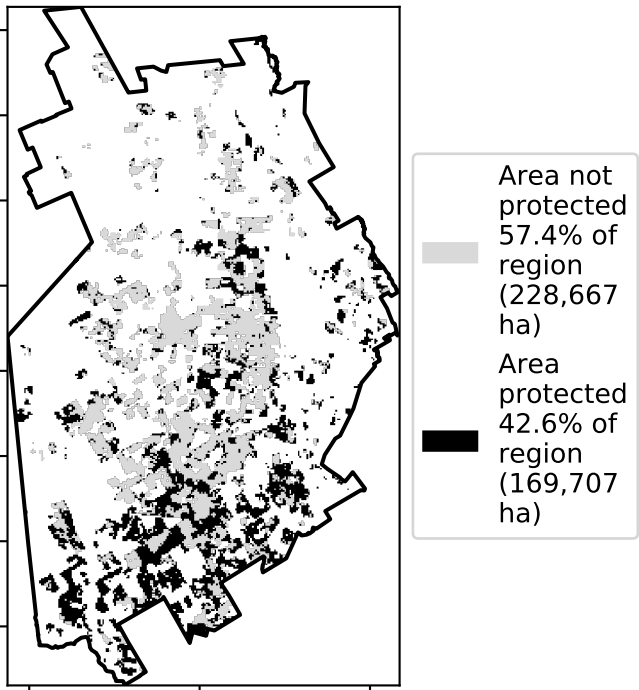 Area not
protected
57.4% of
region
(228,667
ha)
Area
protected
42.6% of
region
(169,707
ha)